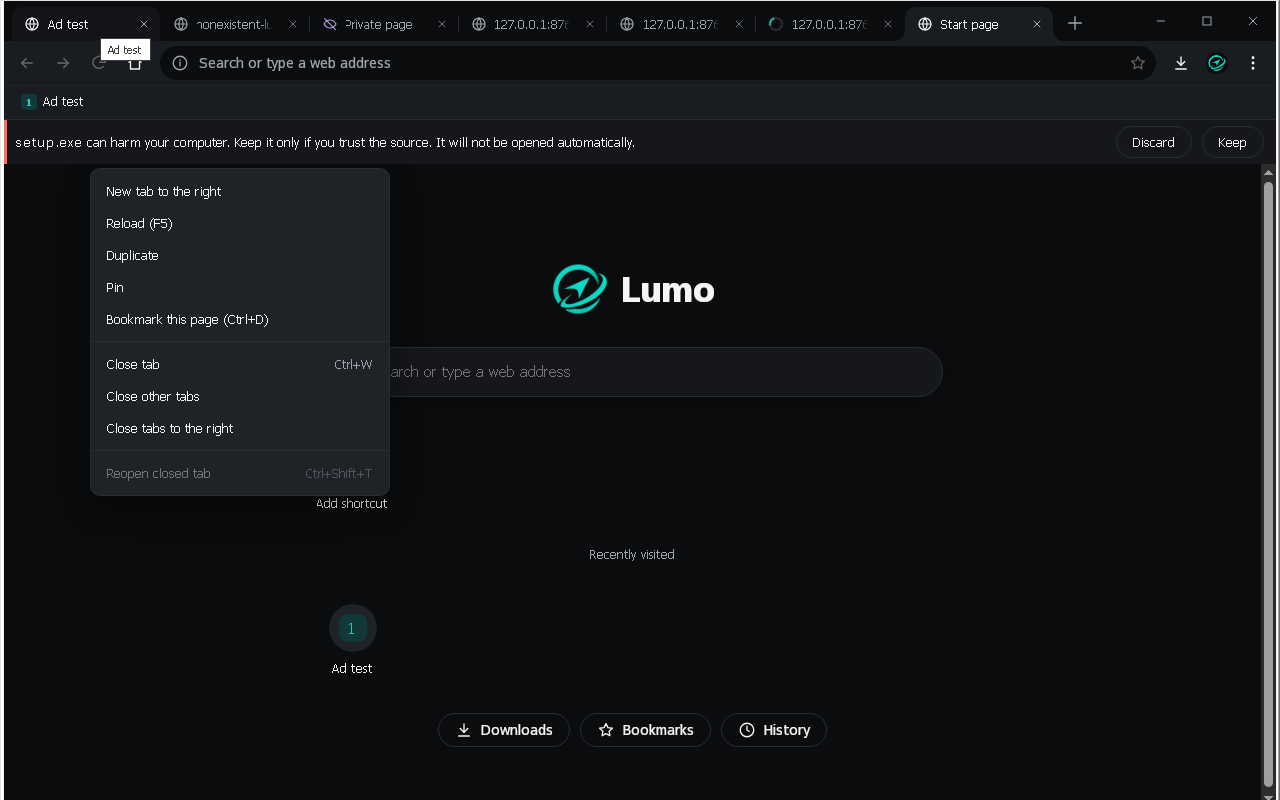 Ad test
nonexistent-lu
Private page
127.0.0.1:876
127.0.0.1:876
127.0.0.1:876
Start page
Ad test
Search or type a web address
1 Ad test
setup.exe can harm your computer. Keep it only if you trust the source. It will not be opened automatically.
Discard
Keep
New tab to the right
Reload (F5)
Duplicate
Pin
Bookmark this page (Ctrl+D)
Close tab Ctrl+W
Close other tabs
Close tabs to the right
Reopen closed tab Ctrl+Shift+T
Lumo
arch or type a web address
Add shortcut
Recently visited
1
Ad test
Downloads
Bookmarks
History